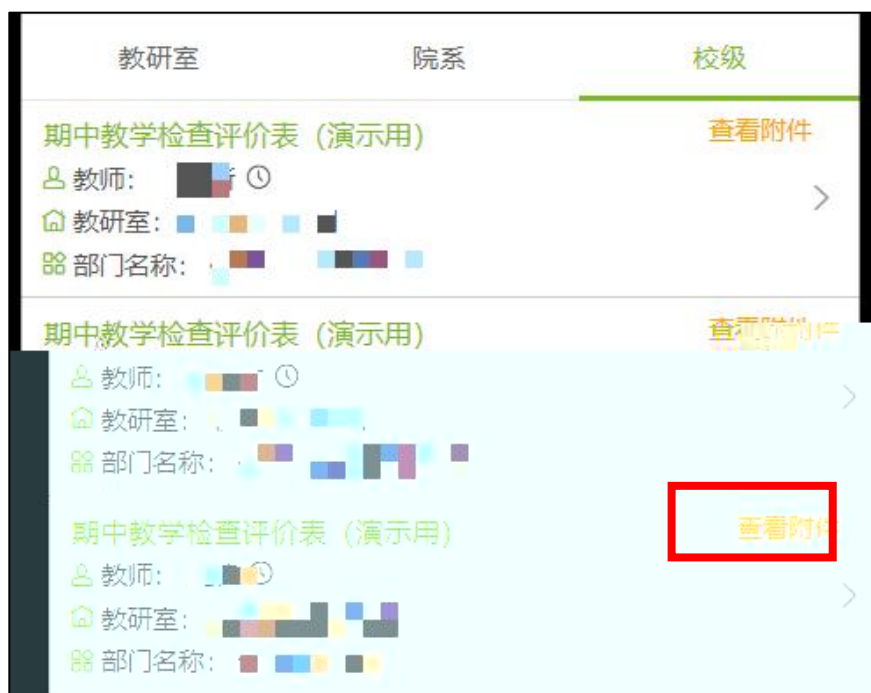 教研室 院系 校级
期中教学检查评价表（演示用） 查看附件
教师：
教研室：
部门名称：
期中教学检查评价表（演示用） 查看附件
教师：
教研室：
部门名称：
期中教学检查评价表（演示用） 查看附件
教师：
教研室：
部门名称：